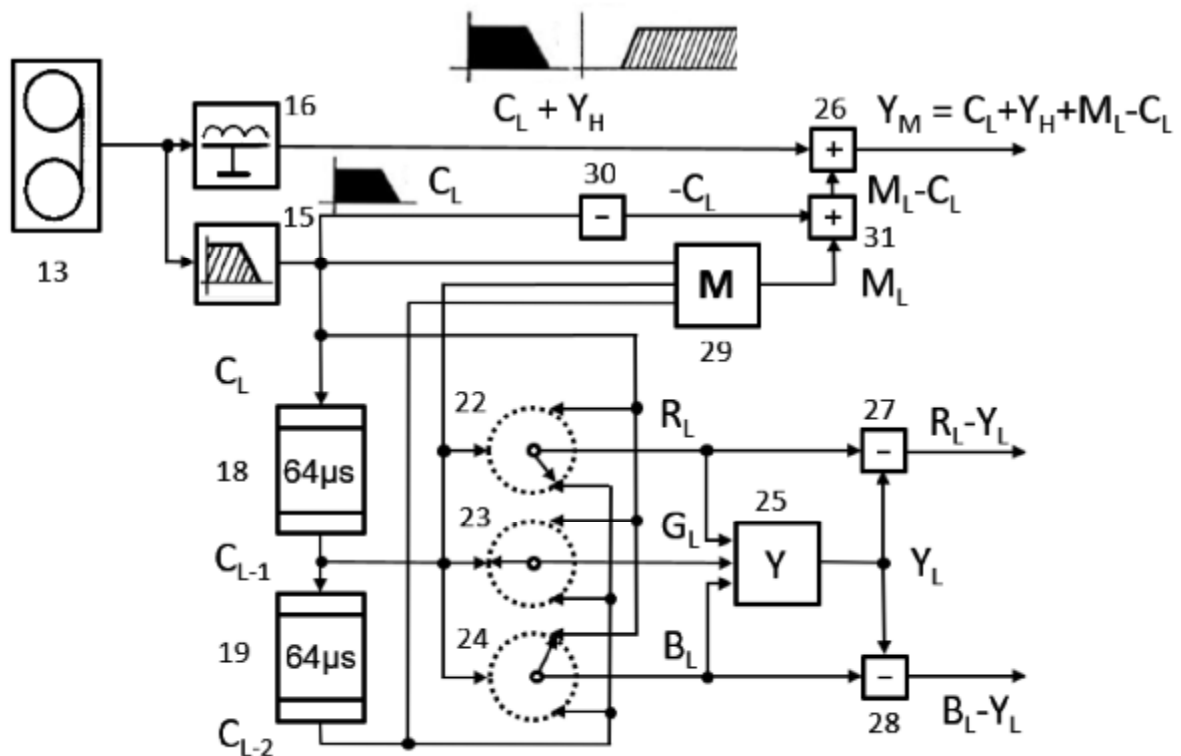 16
C_L + Y_H
26
Y_M = C_L+Y_H+M_L-C_L
+
C_L
30
-C_L
M_L-C_L
15
-
+
31
13
M
M_L
29
C_L
22
R_L
27
R_L-Y_L
-
18
64µs
23
25
G_L
Y
Y_L
C_L-1
24
19
64µs
B_L
-
28
B_L-Y_L
C_L-2